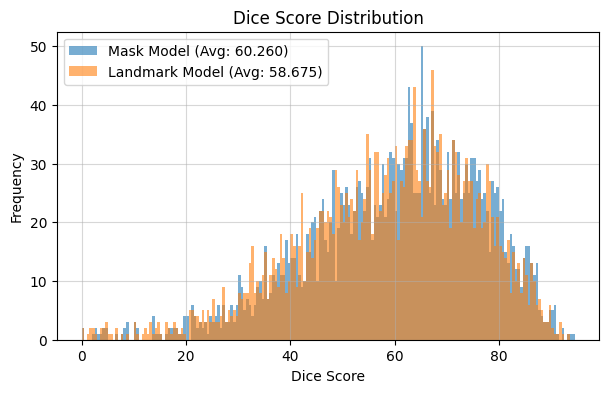 Dice Score Distribution
Mask Model (Avg: 60.260)
Landmark Model (Avg: 58.675)
Frequency
50
40
30
20
10
0
0 20 40 60 80
Dice Score